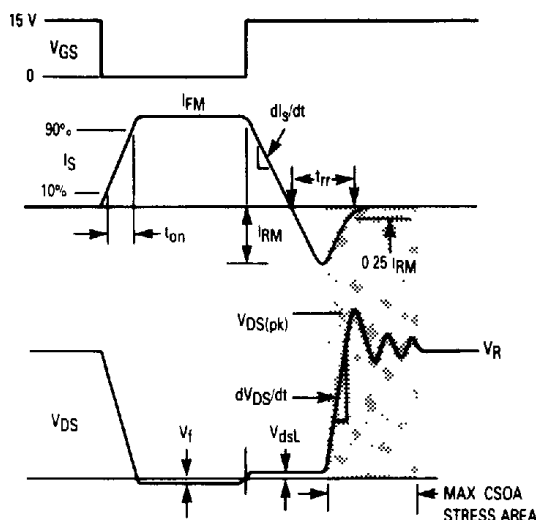 15 V
VGS
0
IFM
dIS/dt
90%
IS
trr
10%
ton
IRM
0 25 IRM
VDS(pk)
VR
dVDS/dt
VDS
Vf
VdsL
MAX CSOA
STRESS AREA